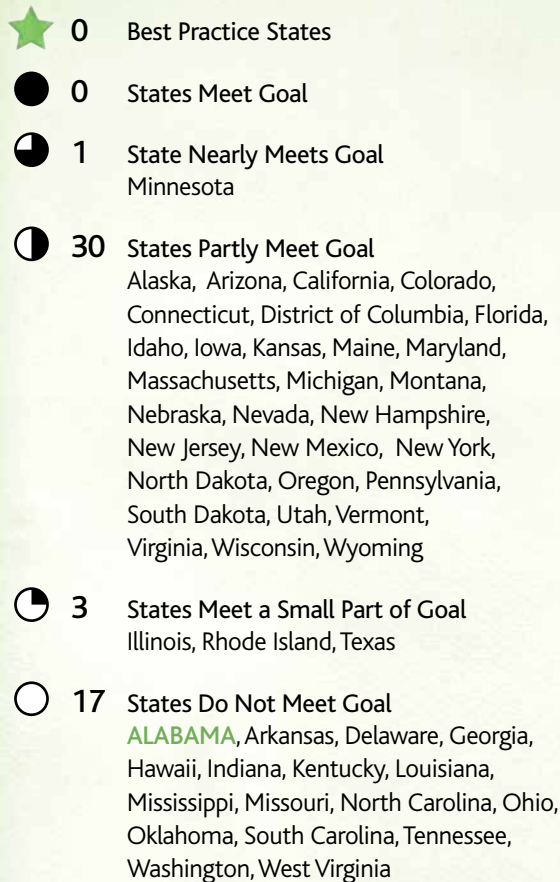 0 Best Practice States
0 States Meet Goal
1 State Nearly Meets Goal
Minnesota
30 States Partly Meet Goal
Alaska, Arizona, California, Colorado,
Connecticut, District of Columbia, Florida,
Idaho, Iowa, Kansas, Maine, Maryland,
Massachusetts, Michigan, Montana,
Nebraska, Nevada, New Hampshire,
New Jersey, New Mexico, New York,
North Dakota, Oregon, Pennsylvania,
South Dakota, Utah, Vermont,
Virginia, Wisconsin, Wyoming
3 States Meet a Small Part of Goal
Illinois, Rhode Island, Texas
17 States Do Not Meet Goal
ALABAMA, Arkansas, Delaware, Georgia,
Hawaii, Indiana, Kentucky, Louisiana,
Mississippi, Missouri, North Carolina, Ohio,
Oklahoma, South Carolina, Tennessee,
Washington, West Virginia